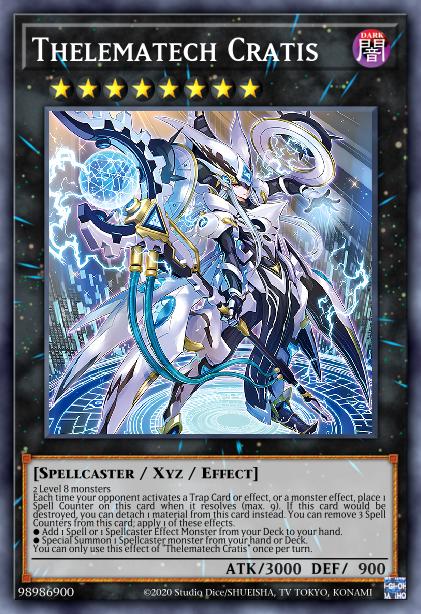 Thelematech Cratis
DARK
闇
[Spellcaster / Xyz / Effect]
2 Level 8 monsters
Each time your opponent activates a Trap Card or effect, or a monster effect, place 1
Spell Counter on this card when it resolves (max. 9). If this card would be
destroyed, you can detach 1 material from this card instead. You can remove 3 Spell
Counters from this card; apply 1 of these effects.
● Add 1 Spell or 1 Spellcaster Effect Monster from your Deck to your hand.
● Special Summon 1 Spellcaster monster from your hand or Deck.
You can only use this effect of "Thelematech Cratis" once per turn.
ATK/3000 DEF/ 900
98986900
©2020 Studio Dice/SHUEISHA, TV TOKYO, KONAMI